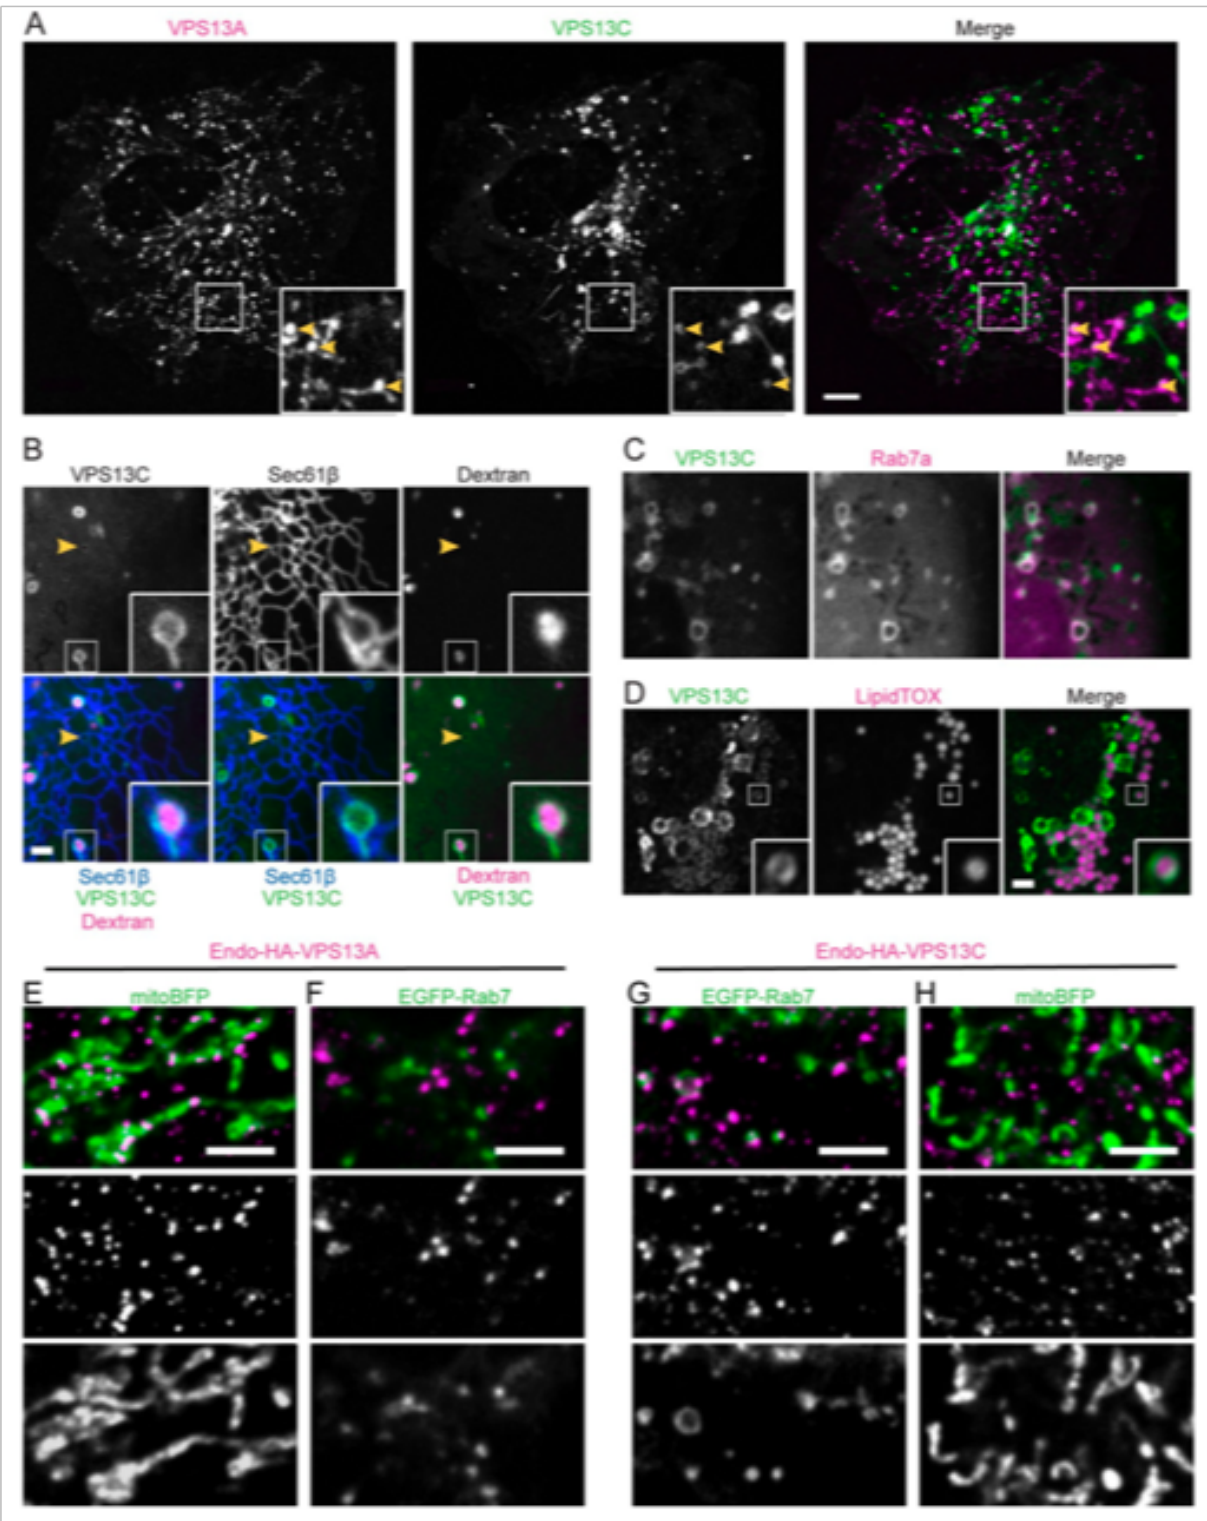 A
VPS13A VPS13C Merge
B
VPS13C Sec61β Dextran
C
VPS13C Rab7a Merge
D
VPS13C LipidTOX Merge
Sec61β Sec61β Dextran
VPS13C VPS13C VPS13C
Dextran
Endo-HA-VPS13A Endo-HA-VPS13C
E mitoBFP F EGFP-Rab7 G EGFP-Rab7 H mitoBFP